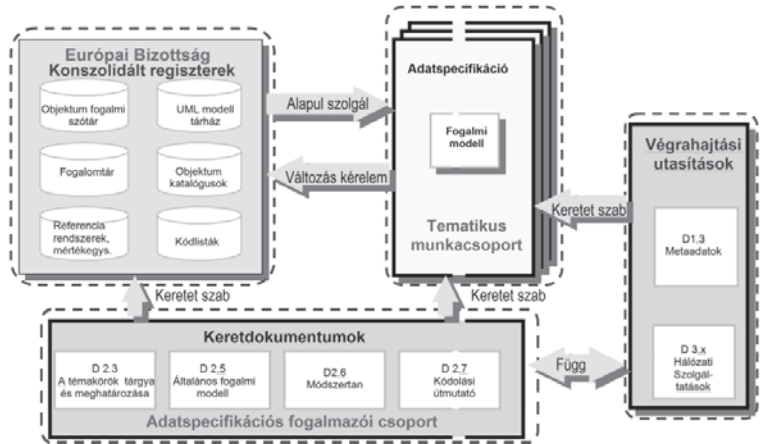 Európai Bizottság
Konszolidált regiszterek
Objektum fogalmi
szótár
UML modell
tárház
Fogalomtár
Objektum
katalógusok
Referencia
rendszerek,
mértékegys.
Kódlisták
Alapul szolgál
Változás kérelem
Adatspecifikáció
Fogalmi
modell
Tematikus
munkacsoport
Végrahajtási
utasítások
D1.3
Metaadatok
D 3.x
Hálózati
Szolgál-
tatások
Keretet szab
Keretet szab
Keretet szab
Keretdokumentumok
D 2.3
A témakörök tárgya
és meghatározása
D 2.5
Általános fogalmi
modell
D2.6
Módszertan
D 2.7
Kódolási
útmutató
Adatspecifikációs fogalmazói csoport
Függ